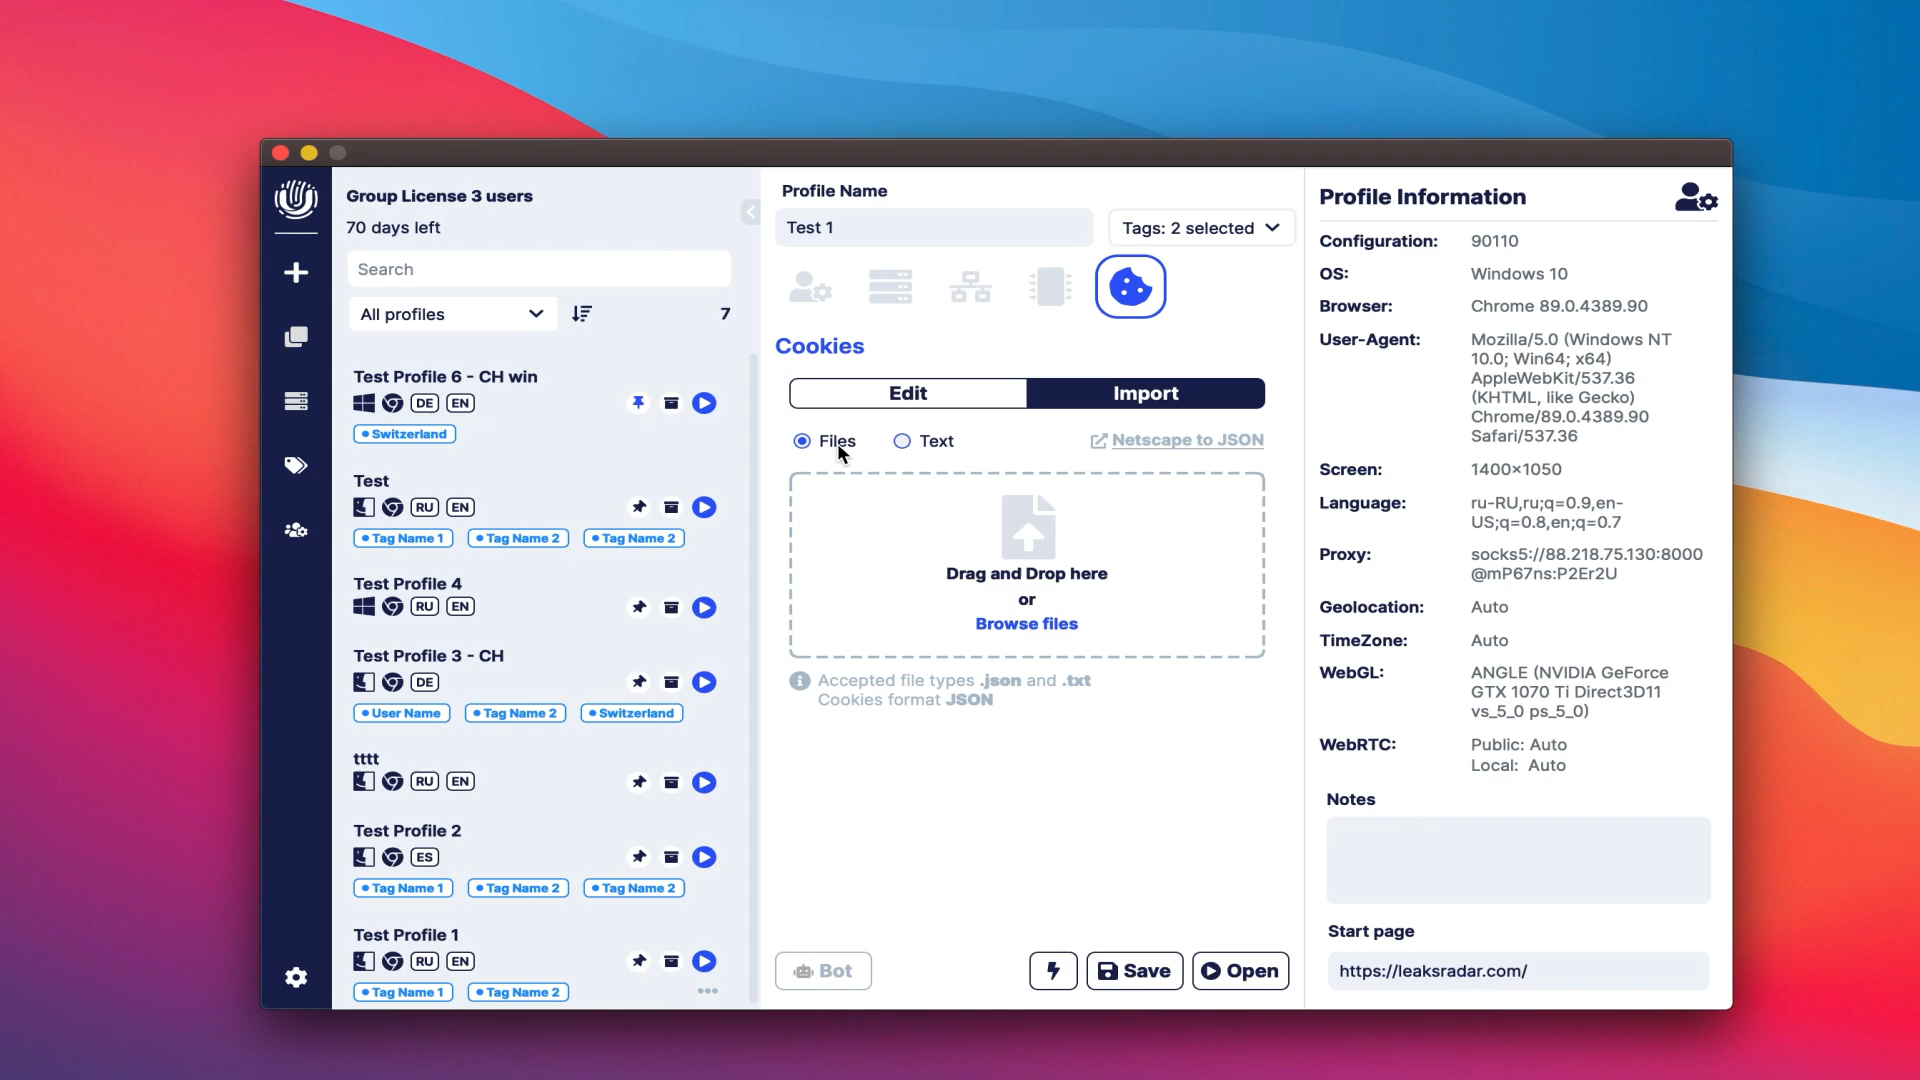 Group License 3 users
70 days left
Search
All profiles
7
Test Profile 6 - CH win
DE EN
Switzerland
Test
RU EN
Tag Name 1 Tag Name 2 Tag Name 2
Test Profile 4
RU EN
Test Profile 3 - CH
DE
User Name Tag Name 2 Switzerland
tttt
RU EN
Test Profile 2
ES
Tag Name 1 Tag Name 2 Tag Name 2
Test Profile 1
RU EN
Tag Name 1 Tag Name 2
Profile Name
Test 1
Tags: 2 selected
Cookies
Edit Import
Files Text Netscape to JSON
Drag and Drop here
or
Browse files
Accepted file types .json and .txt
Cookies format JSON
Bot Save Open
Profile Information
Configuration: 90110
OS: Windows 10
Browser: Chrome 89.0.4389.90
User-Agent: Mozilla/5.0 (Windows NT
10.0; Win64; x64)
AppleWebKit/537.36
(KHTML, like Gecko)
Chrome/89.0.4389.90
Safari/537.36
Screen: 1400×1050
Language: ru-RU,ru;q=0.9,en-
US;q=0.8,en;q=0.7
Proxy: socks5://88.218.75.130:8000
@mP67ns:P2Er2U
Geolocation: Auto
TimeZone: Auto
WebGL: ANGLE (NVIDIA GeForce
GTX 1070 Ti Direct3D11
vs_5_0 ps_5_0)
WebRTC: Public: Auto
Local: Auto
Notes
Start page
https://leaksradar.com/